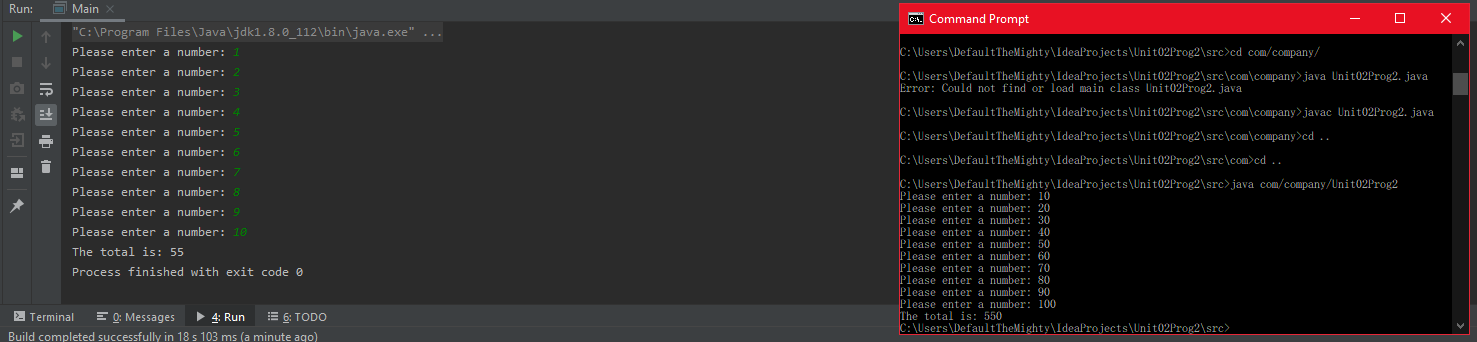 Run:
Main
"C:\Program Files\Java\jdk1.8.0_112\bin\java.exe" ...
Please enter a number: 1
Please enter a number: 2
Please enter a number: 3
Please enter a number: 4
Please enter a number: 5
Please enter a number: 6
Please enter a number: 7
Please enter a number: 8
Please enter a number: 9
Please enter a number: 10
The total is: 55
Process finished with exit code 0
Terminal
0: Messages
4: Run
6: TODO
Build completed successfully in 18 s 103 ms (a minute ago)
C:\.
Command Prompt
C:\Users\DefaultTheMighty\IdeaProjects\Unit02Prog2\src>cd com/company/
C:\Users\DefaultTheMighty\IdeaProjects\Unit02Prog2\src\com\company>java Unit02Prog2.java
Error: Could not find or load main class Unit02Prog2.java
C:\Users\DefaultTheMighty\IdeaProjects\Unit02Prog2\src\com\company>javac Unit02Prog2.java
C:\Users\DefaultTheMighty\IdeaProjects\Unit02Prog2\src\com\company>cd ..
C:\Users\DefaultTheMighty\IdeaProjects\Unit02Prog2\src\com>cd ..
C:\Users\DefaultTheMighty\IdeaProjects\Unit02Prog2\src>java com/company/Unit02Prog2
Please enter a number: 10
Please enter a number: 20
Please enter a number: 30
Please enter a number: 40
Please enter a number: 50
Please enter a number: 60
Please enter a number: 70
Please enter a number: 80
Please enter a number: 90
Please enter a number: 100
The total is: 550
C:\Users\DefaultTheMighty\IdeaProjects\Unit02Prog2\src>